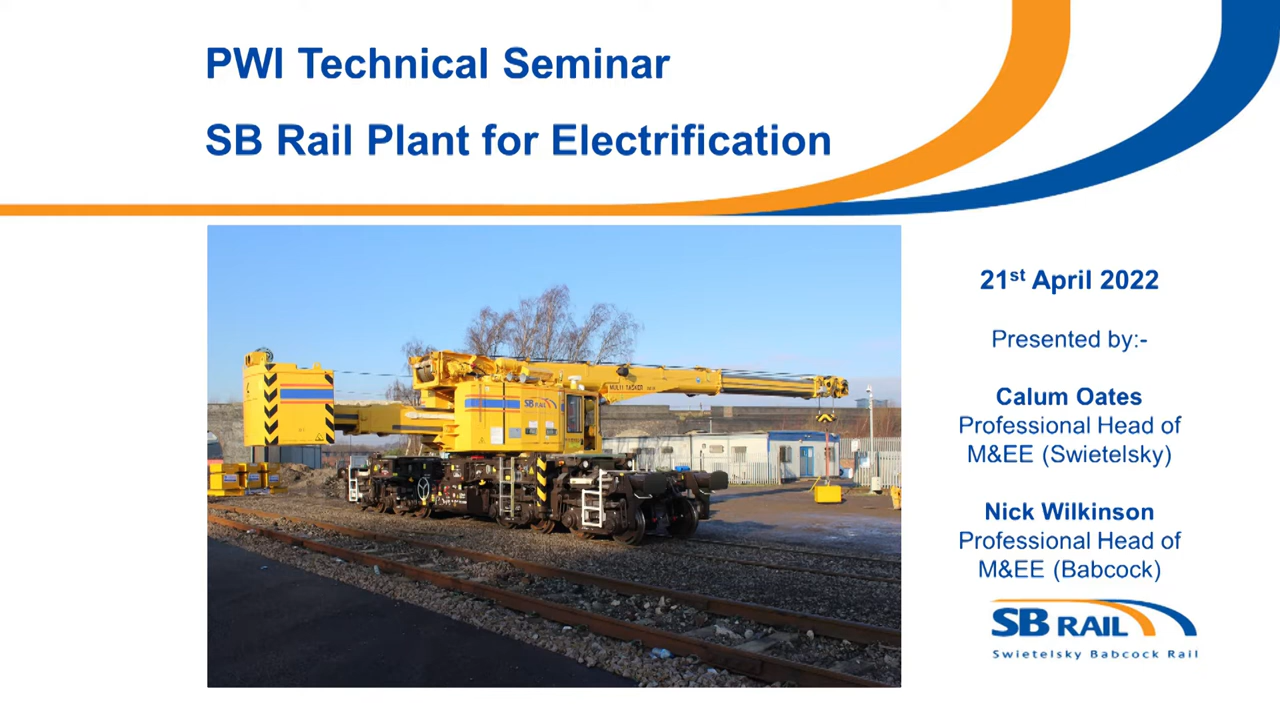 PWI Technical Seminar
SB Rail Plant for Electrification
21st April 2022
Presented by:-
Calum Oates
Professional Head of
M&EE (Swietelsky)
Nick Wilkinson
Professional Head of
M&EE (Babcock)
SB RAIL
Swietelsky Babcock Rail
MULTI TASKER
SB RAIL